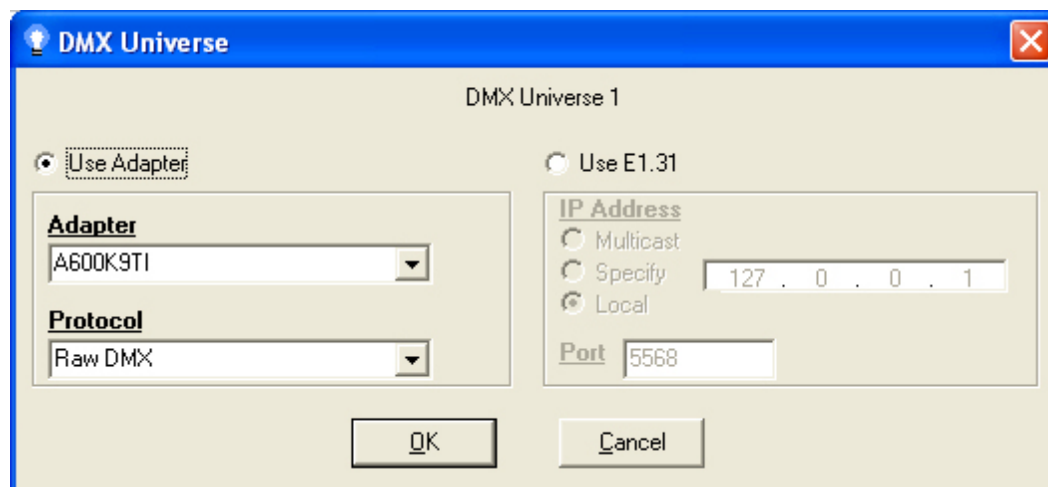 DMX Universe
DMX Universe 1
Use Adapter
Adapter
A600K9TI
Protocol
Raw DMX
Use E1.31
IP Address
Multicast
Specify 127 . 0 . 0 . 1
Local
Port 5568
OK Cancel